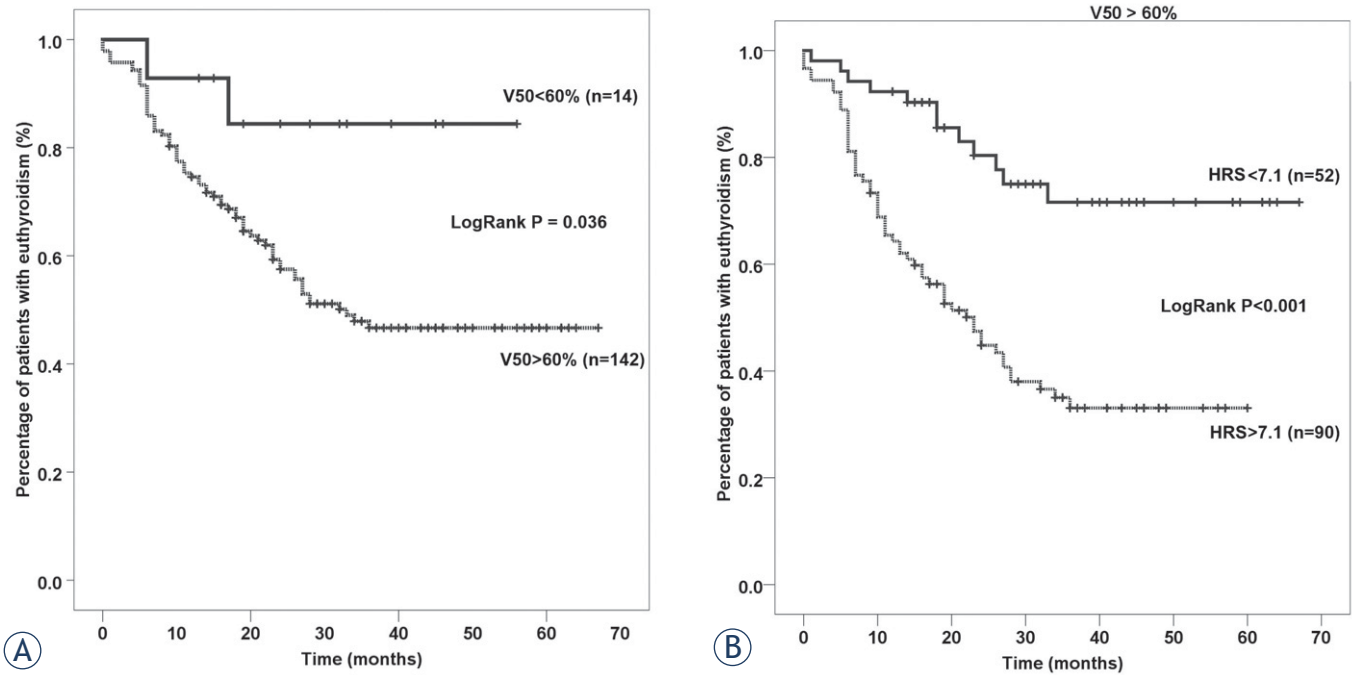 Percentage of patients with euthyroidism (%)
1.0
0.8
0.6
0.4
0.2
0.0
V50<60% (n=14)
LogRank P = 0.036
V50>60% (n=142)
0 10 20 30 40 50 60 70
Time (months)
A
V50 > 60%
Percentage of patients with euthyroidism (%)
1.0
0.8
0.6
0.4
0.2
0.0
HRS<7.1 (n=52)
LogRank P<0.001
HRS>7.1 (n=90)
0 10 20 30 40 50 60 70
Time (months)
B